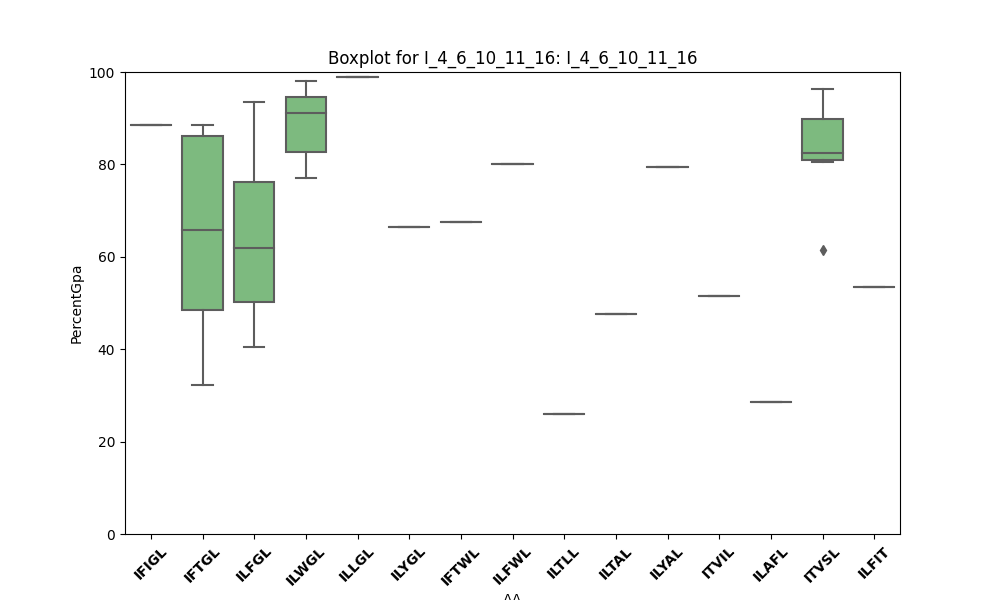 Boxplot for I_4_6_10_11_16: I_4_6_10_11_16
100
80
60
40
20
0
PercentGpa
IFIGL
IFTGL
ILFGL
ILWGL
ILLGL
ILYGL
IFTWL
ILFWL
ILTLL
ILTAL
ILYAL
ITVIL
ILAFL
ITVSL
ILFIT
AA